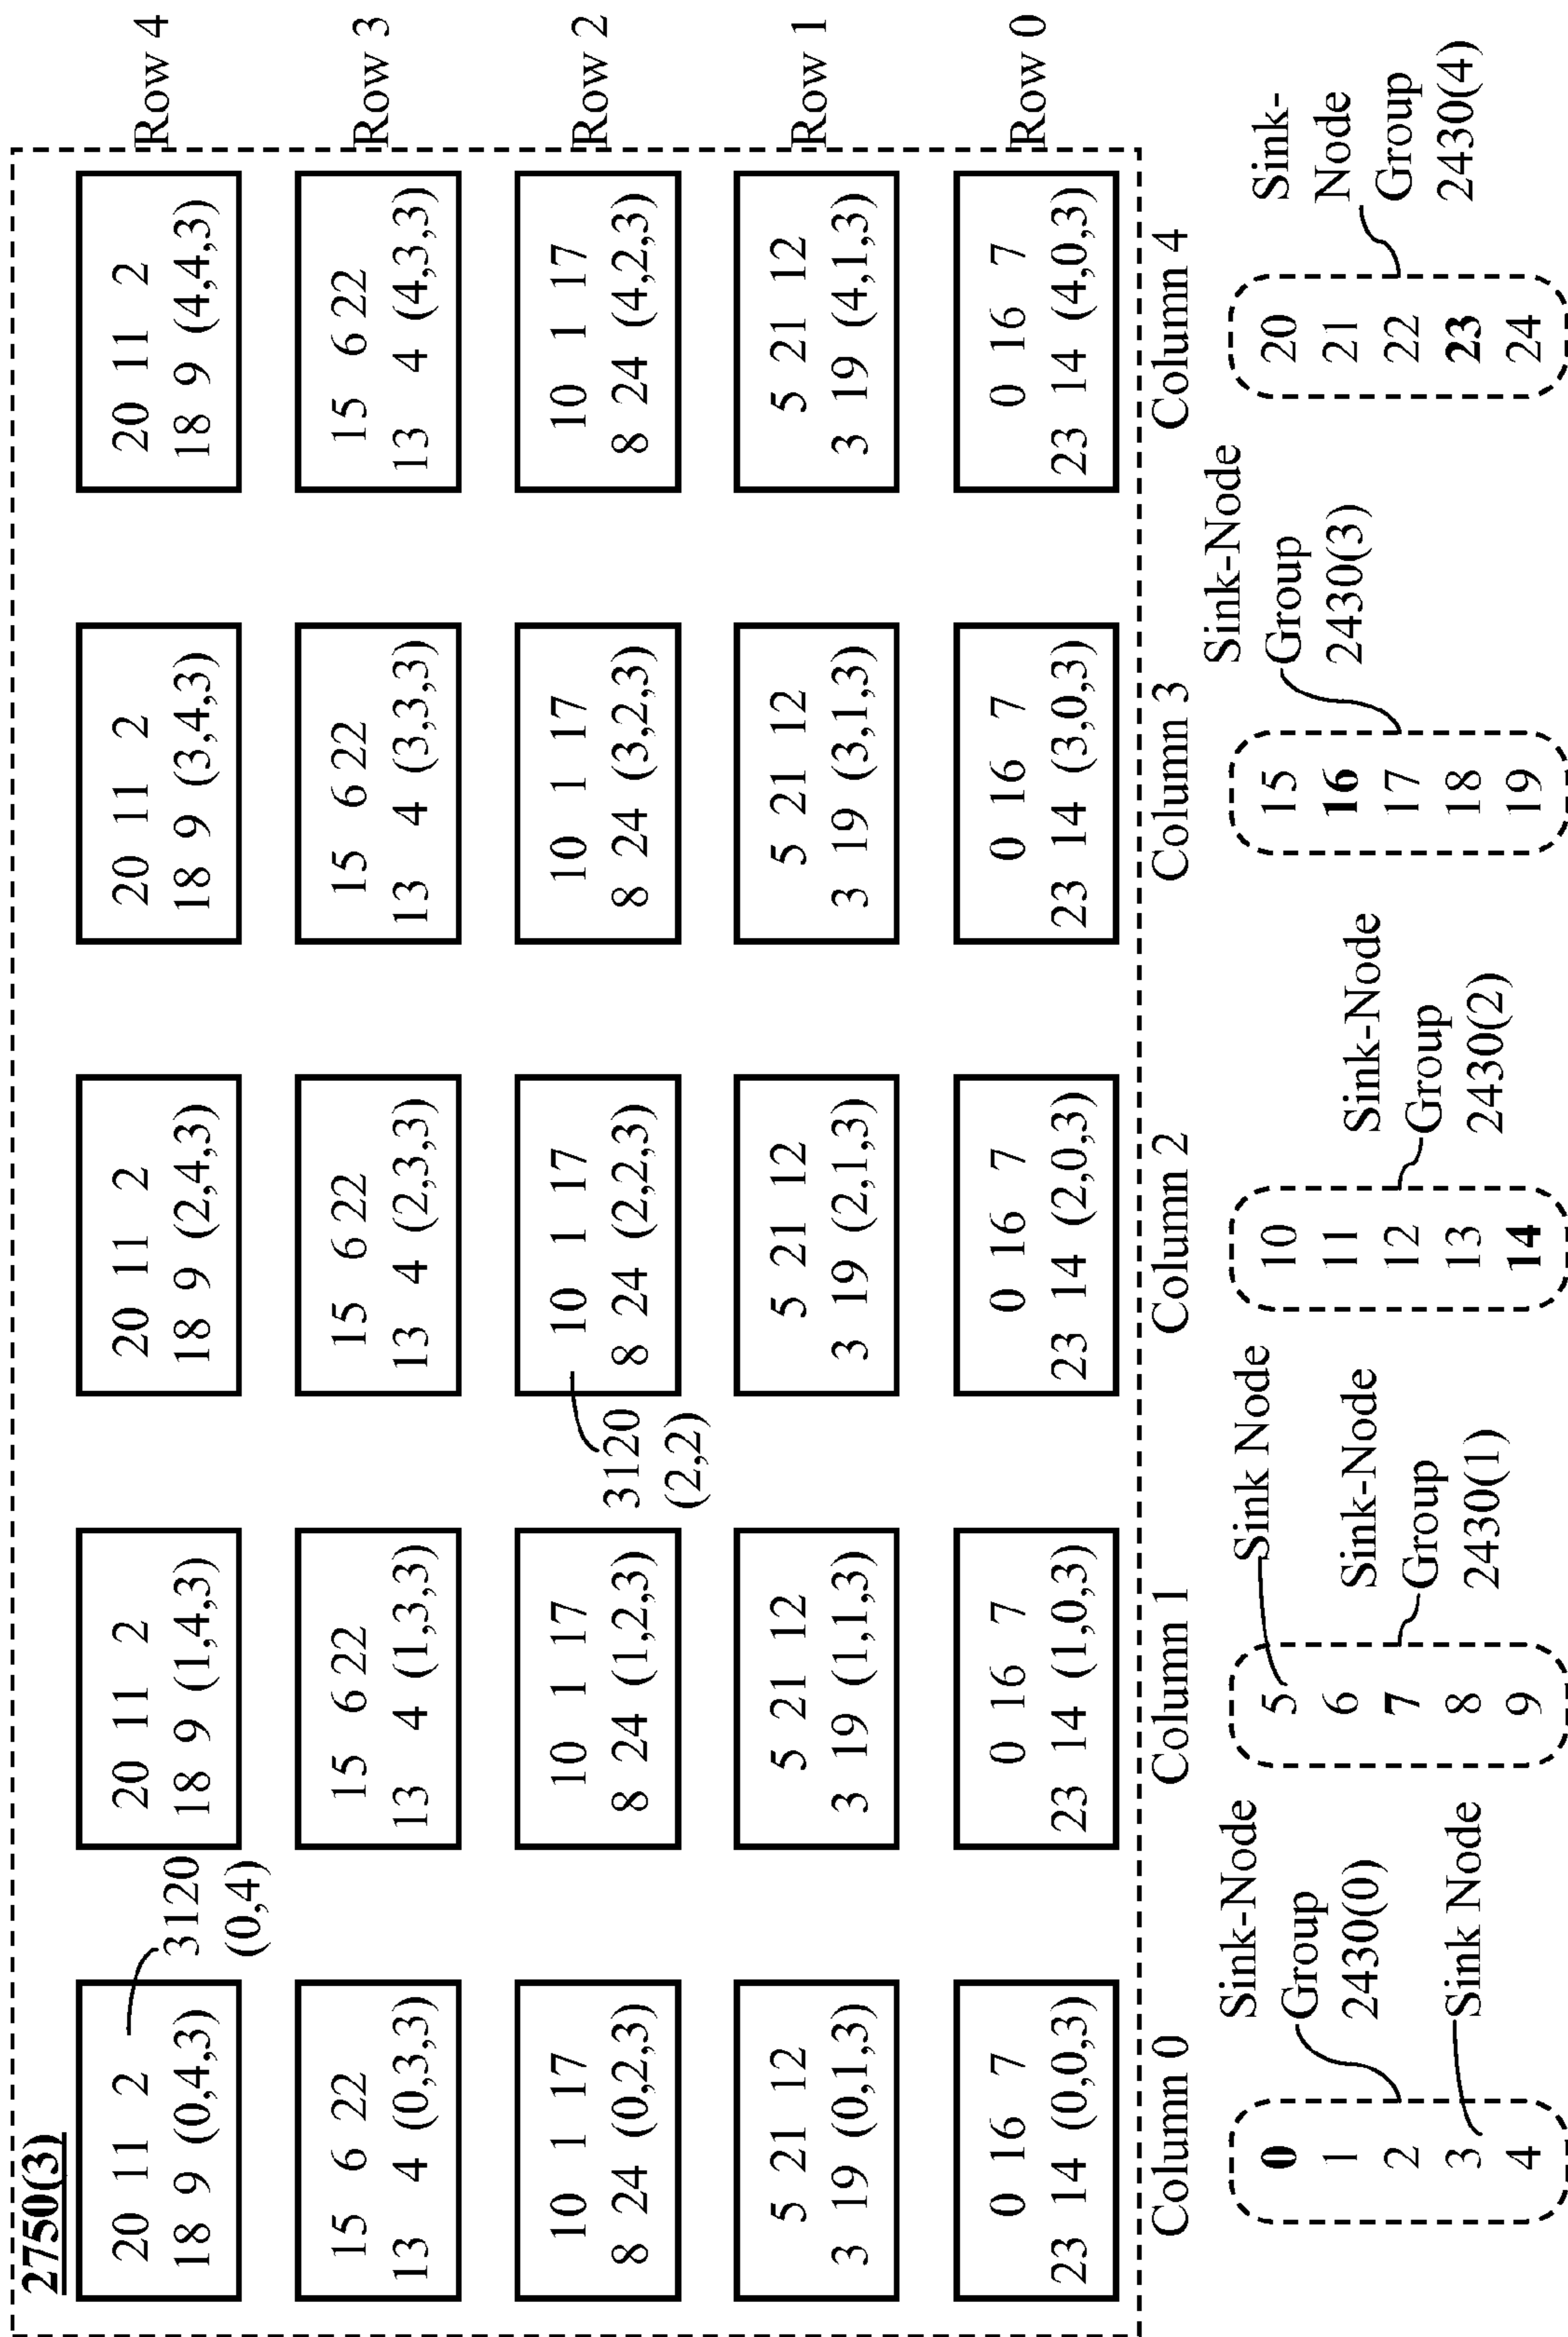 2750(3)
20 11 2
18 9 (0,4,3)
3120
(0,4)
20 11 2
18 9 (1,4,3)
20 11 2
18 9 (2,4,3)
20 11 2
18 9 (3,4,3)
20 11 2
18 9 (4,4,3)
Row 4
15 6 22
13 4 (0,3,3)
15 6 22
13 4 (1,3,3)
15 6 22
13 4 (2,3,3)
15 6 22
13 4 (3,3,3)
15 6 22
13 4 (4,3,3)
Row 3
10 1 17
8 24 (0,2,3)
10 1 17
8 24 (1,2,3)
3120
(2,2)
10 1 17
8 24 (2,2,3)
10 1 17
8 24 (3,2,3)
10 1 17
8 24 (4,2,3)
Row 2
5 21 12
3 19 (0,1,3)
5 21 12
3 19 (1,1,3)
5 21 12
3 19 (2,1,3)
5 21 12
3 19 (3,1,3)
5 21 12
3 19 (4,1,3)
Row 1
0 16 7
23 14 (0,0,3)
0 16 7
23 14 (1,0,3)
0 16 7
23 14 (2,0,3)
0 16 7
23 14 (3,0,3)
0 16 7
23 14 (4,0,3)
Row 0
Column 0
Column 1
Column 2
Column 3
Column 4
0
1
2
3
4
Sink-Node
Group
2430(0)
Sink Node
5
6
7
8
9
Sink Node
Sink-Node
Group
2430(1)
10
11
12
13
14
Sink-Node
Group
2430(2)
15
16
17
18
19
Sink-Node
Group
2430(3)
20
21
22
23
24
Sink-
Node
Group
2430(4)